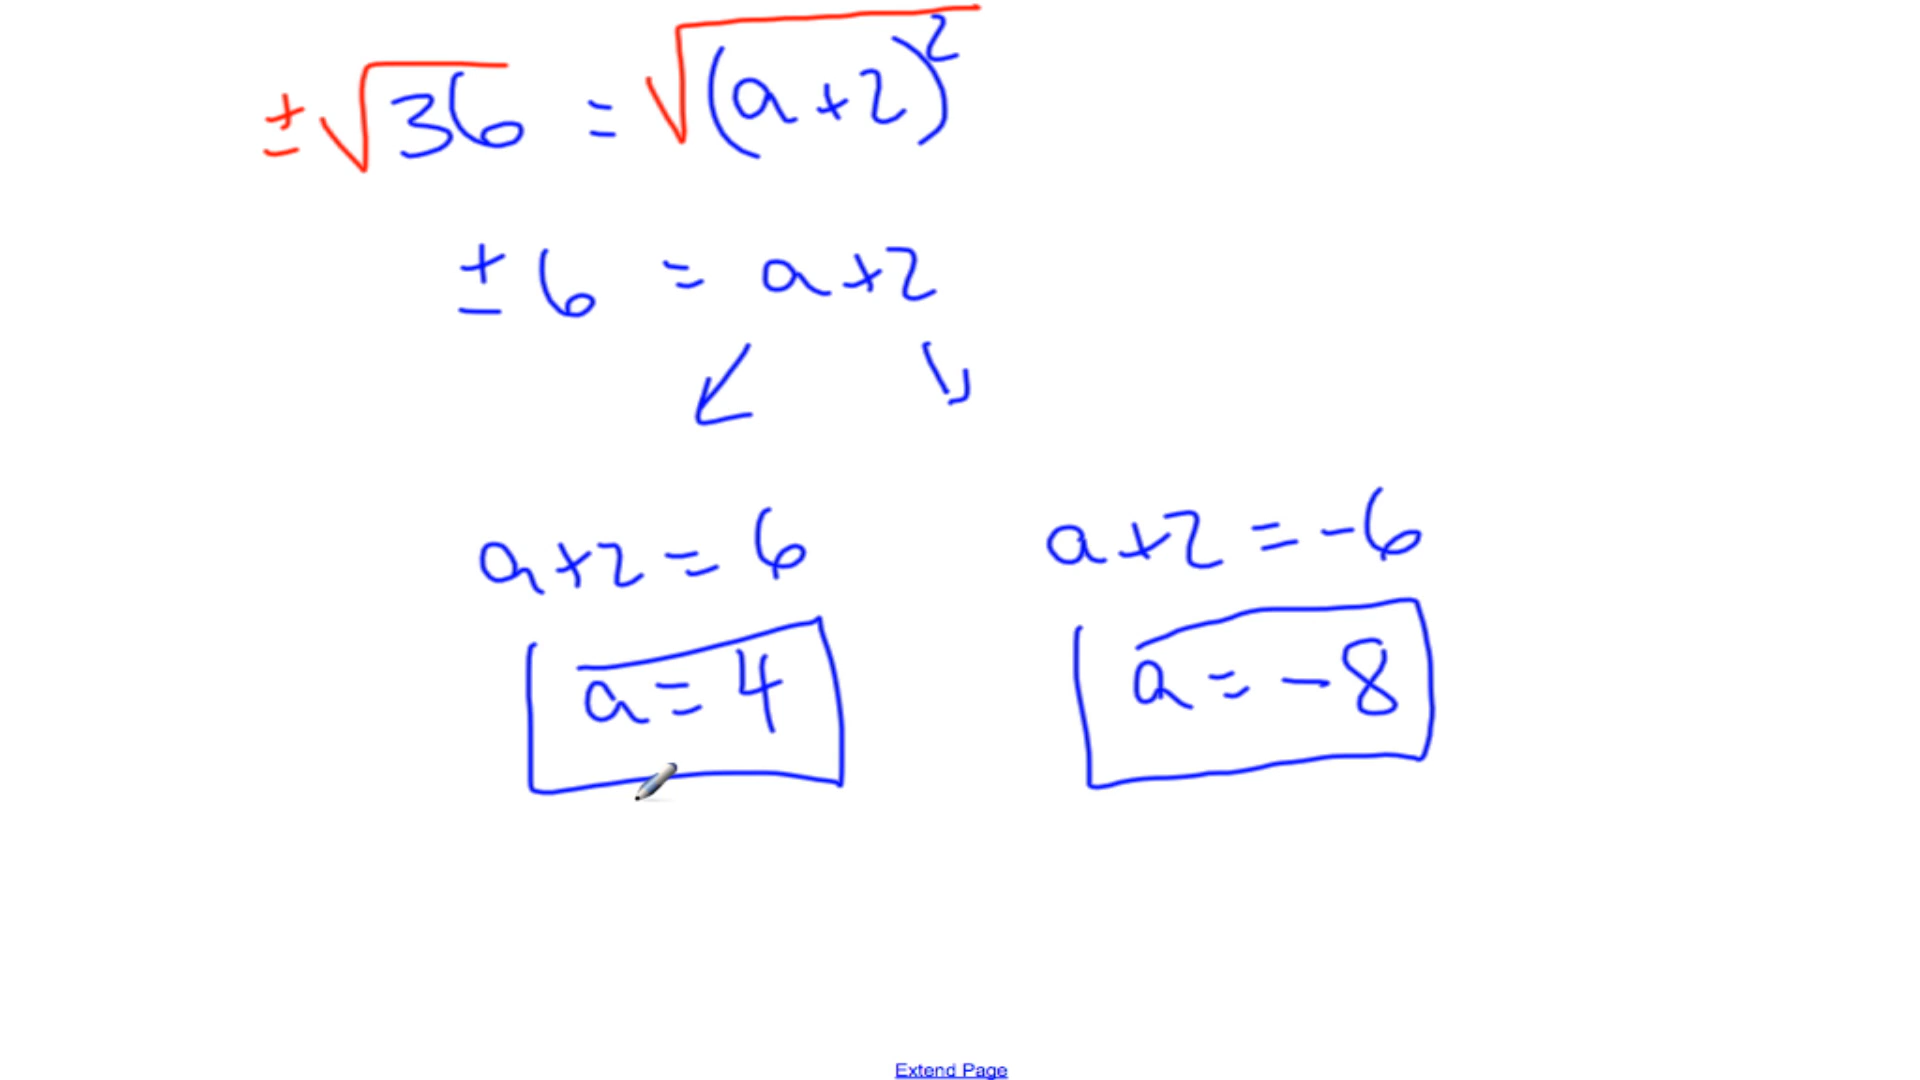 ±√36 = √(a+2)²
±6 = a+2
a+2 = 6
a+2 = -6
a = 4
a = -8
Extend Page